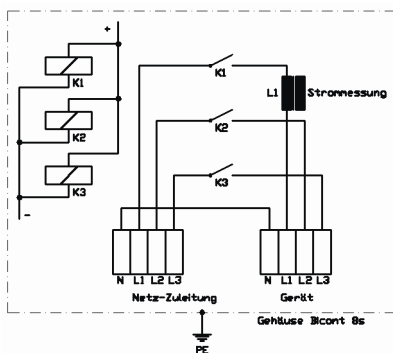 +
K1
K1
L1
Strommessung
K2
K2
K3
K3
-
N L1 L2 L3
N L1 L2 L3
Netz-Zuleitung
Gerät
Gehäuse Bicont 8s
PE